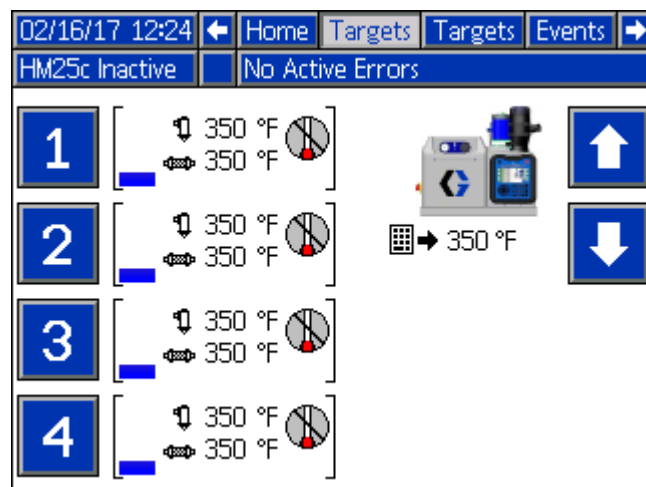 02/16/17 12:24 Home Targets Targets Events
HM25c Inactive No Active Errors
1 350 °F
350 °F
2 350 °F
350 °F
350 °F
3 350 °F
350 °F
4 350 °F
350 °F